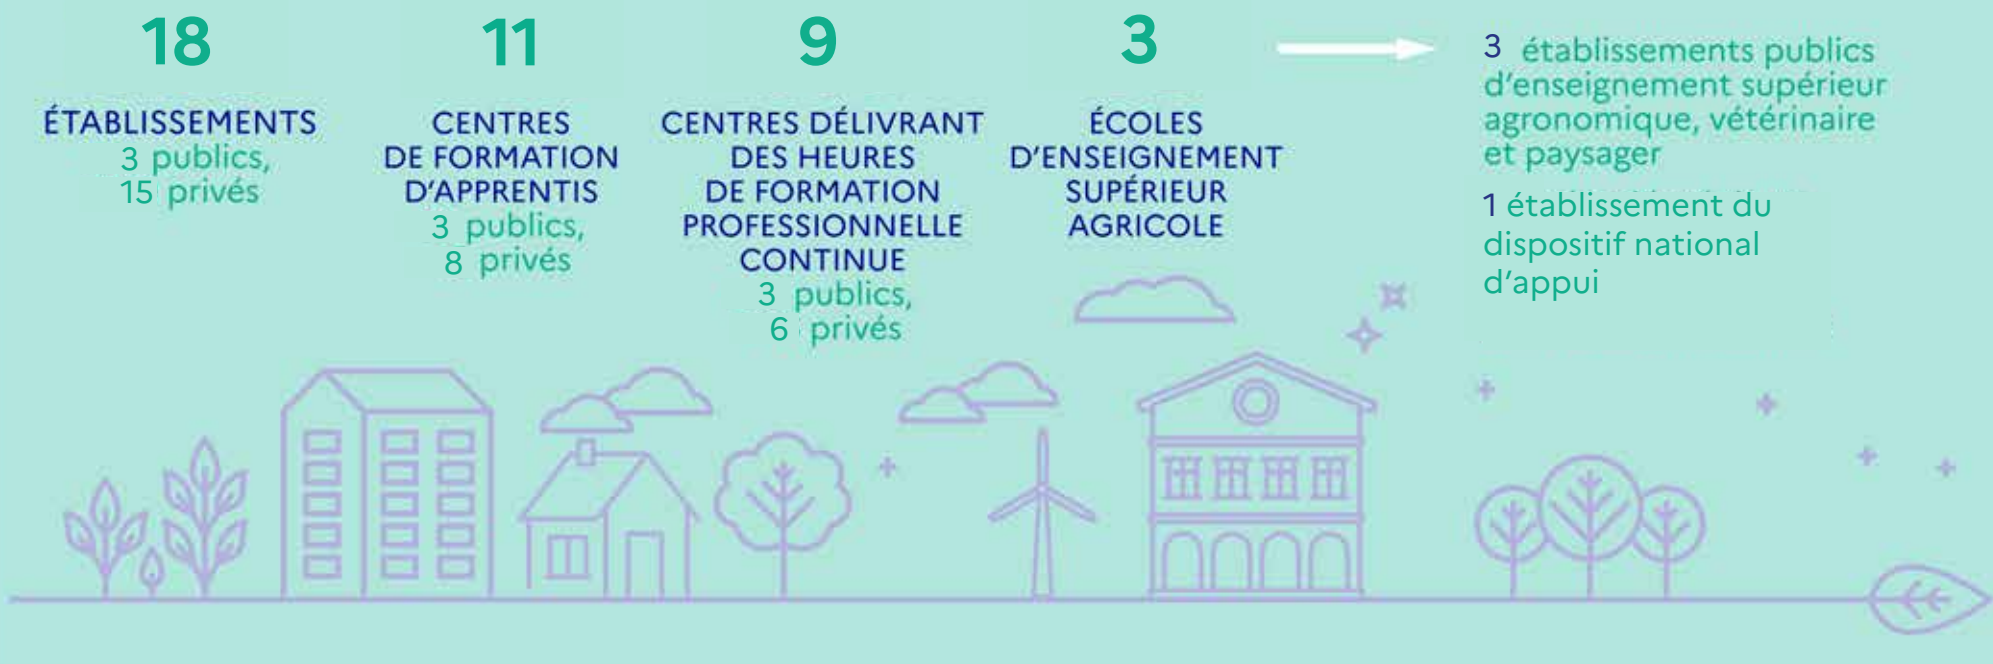 18
ÉTABLISSEMENTS
3 publics,
15 privés
11
CENTRES
DE FORMATION
D'APPRENTIS
3 publics,
8 privés
9
CENTRES DÉLIVRANT
DES HEURES
DE FORMATION
PROFESSIONNELLE
CONTINUE
3 publics,
6 privés
3
ÉCOLES
D'ENSEIGNEMENT
SUPÉRIEUR
AGRICOLE
3 établissements publics
d'enseignement supérieur
agronomique, vétérinaire
et paysager
1 établissement du
dispositif national
d'appui